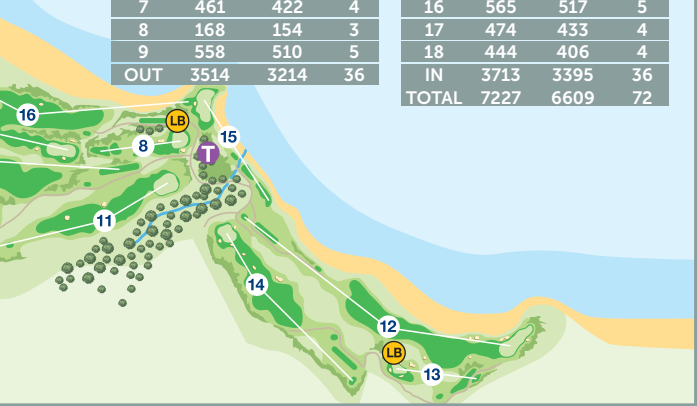 7 461 422 4
8 168 154 3
9 558 510 5
OUT 3514 3214 36
16 565 517 5
17 474 433 4
18 444 406 4
IN 3713 3395 36
TOTAL 7227 6609 72
16
LB
8
15
T
11
14
12
LB
13